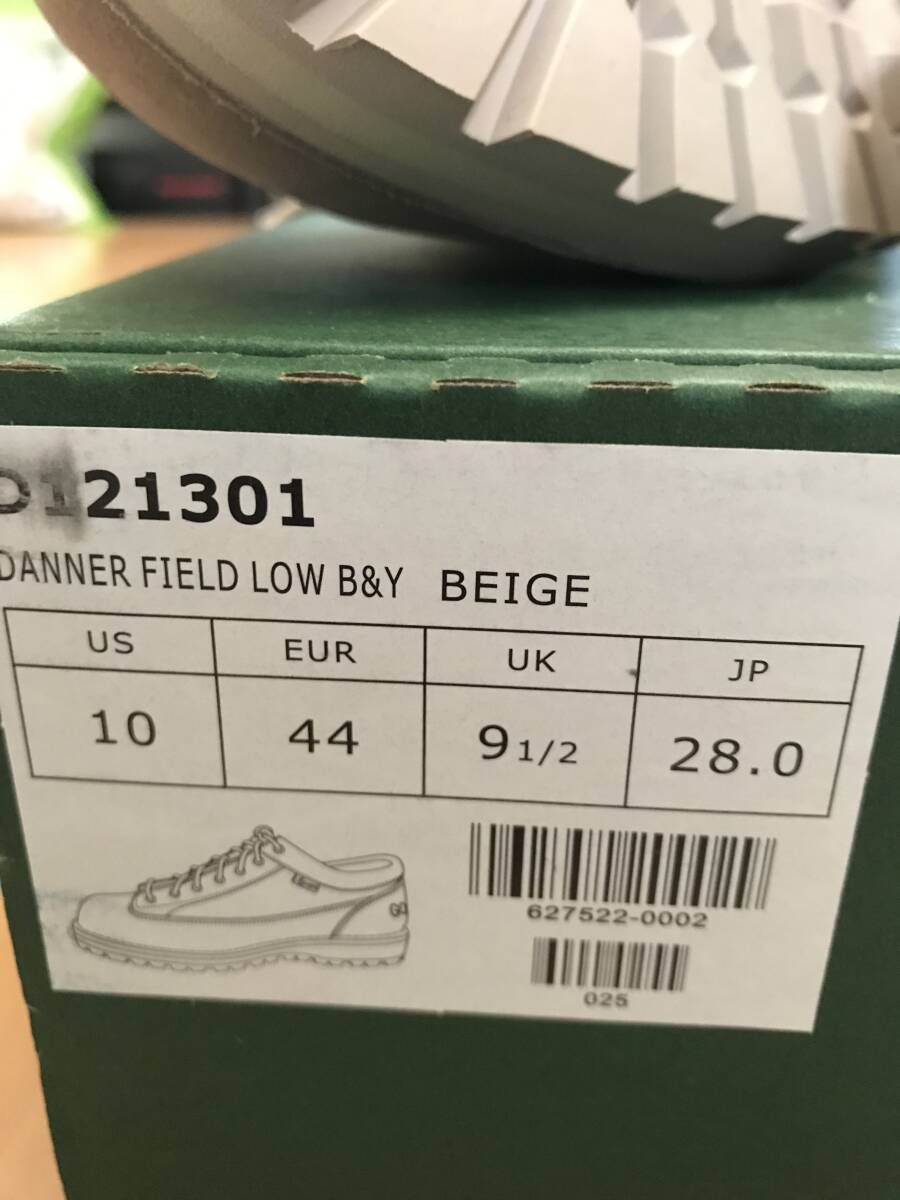 D121301
DANNER FIELD LOW B&Y BEIGE
US EUR UK JP
10 44 9 1/2 28.0
627522-0002
025